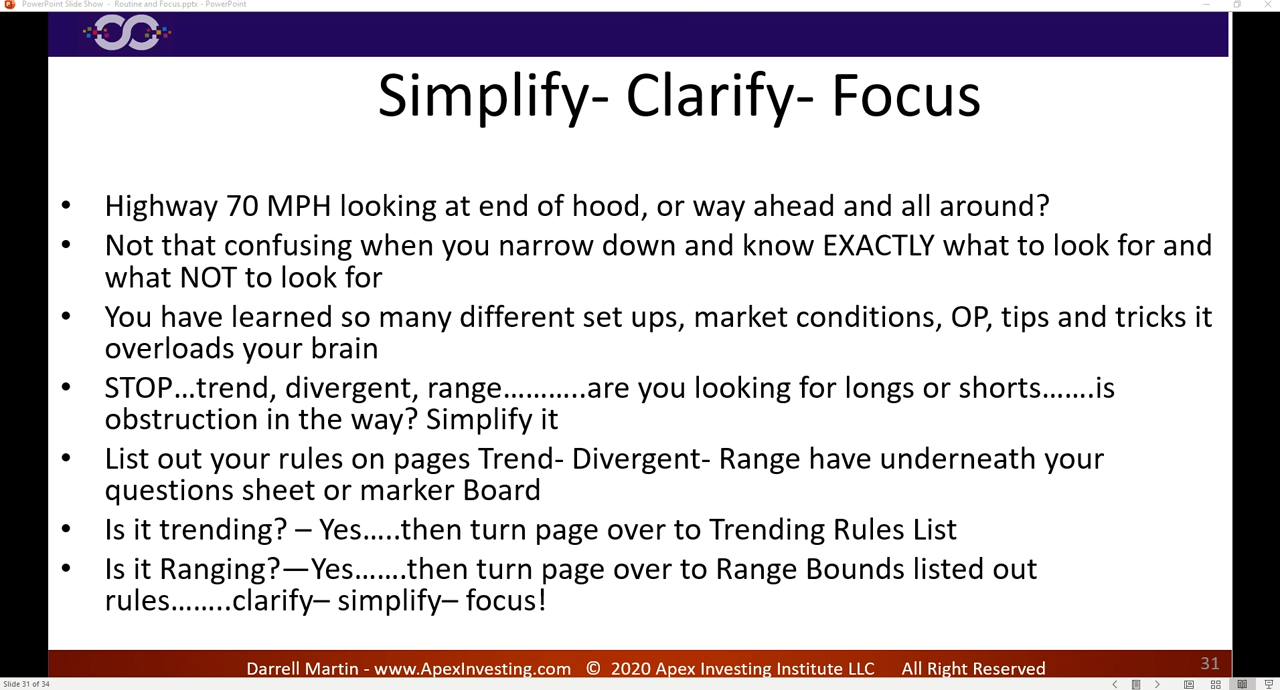 PowerPoint Slide Show - Routine and Focus.pptx - PowerPoint
Simplify- Clarify- Focus
• Highway 70 MPH looking at end of hood, or way ahead and all around?
• Not that confusing when you narrow down and know EXACTLY what to look for and
what NOT to look for
• You have learned so many different set ups, market conditions, OP, tips and tricks it
overloads your brain
• STOP…trend, divergent, range………..are you looking for longs or shorts…….is
obstruction in the way? Simplify it
• List out your rules on pages Trend- Divergent- Range have underneath your
questions sheet or marker Board
• Is it trending? – Yes…..then turn page over to Trending Rules List
• Is it Ranging?—Yes…….then turn page over to Range Bounds listed out
rules……..clarify– simplify– focus!
Darrell Martin - www.ApexInvesting.com © 2020 Apex Investing Institute LLC All Right Reserved
31
Slide 31 of 34